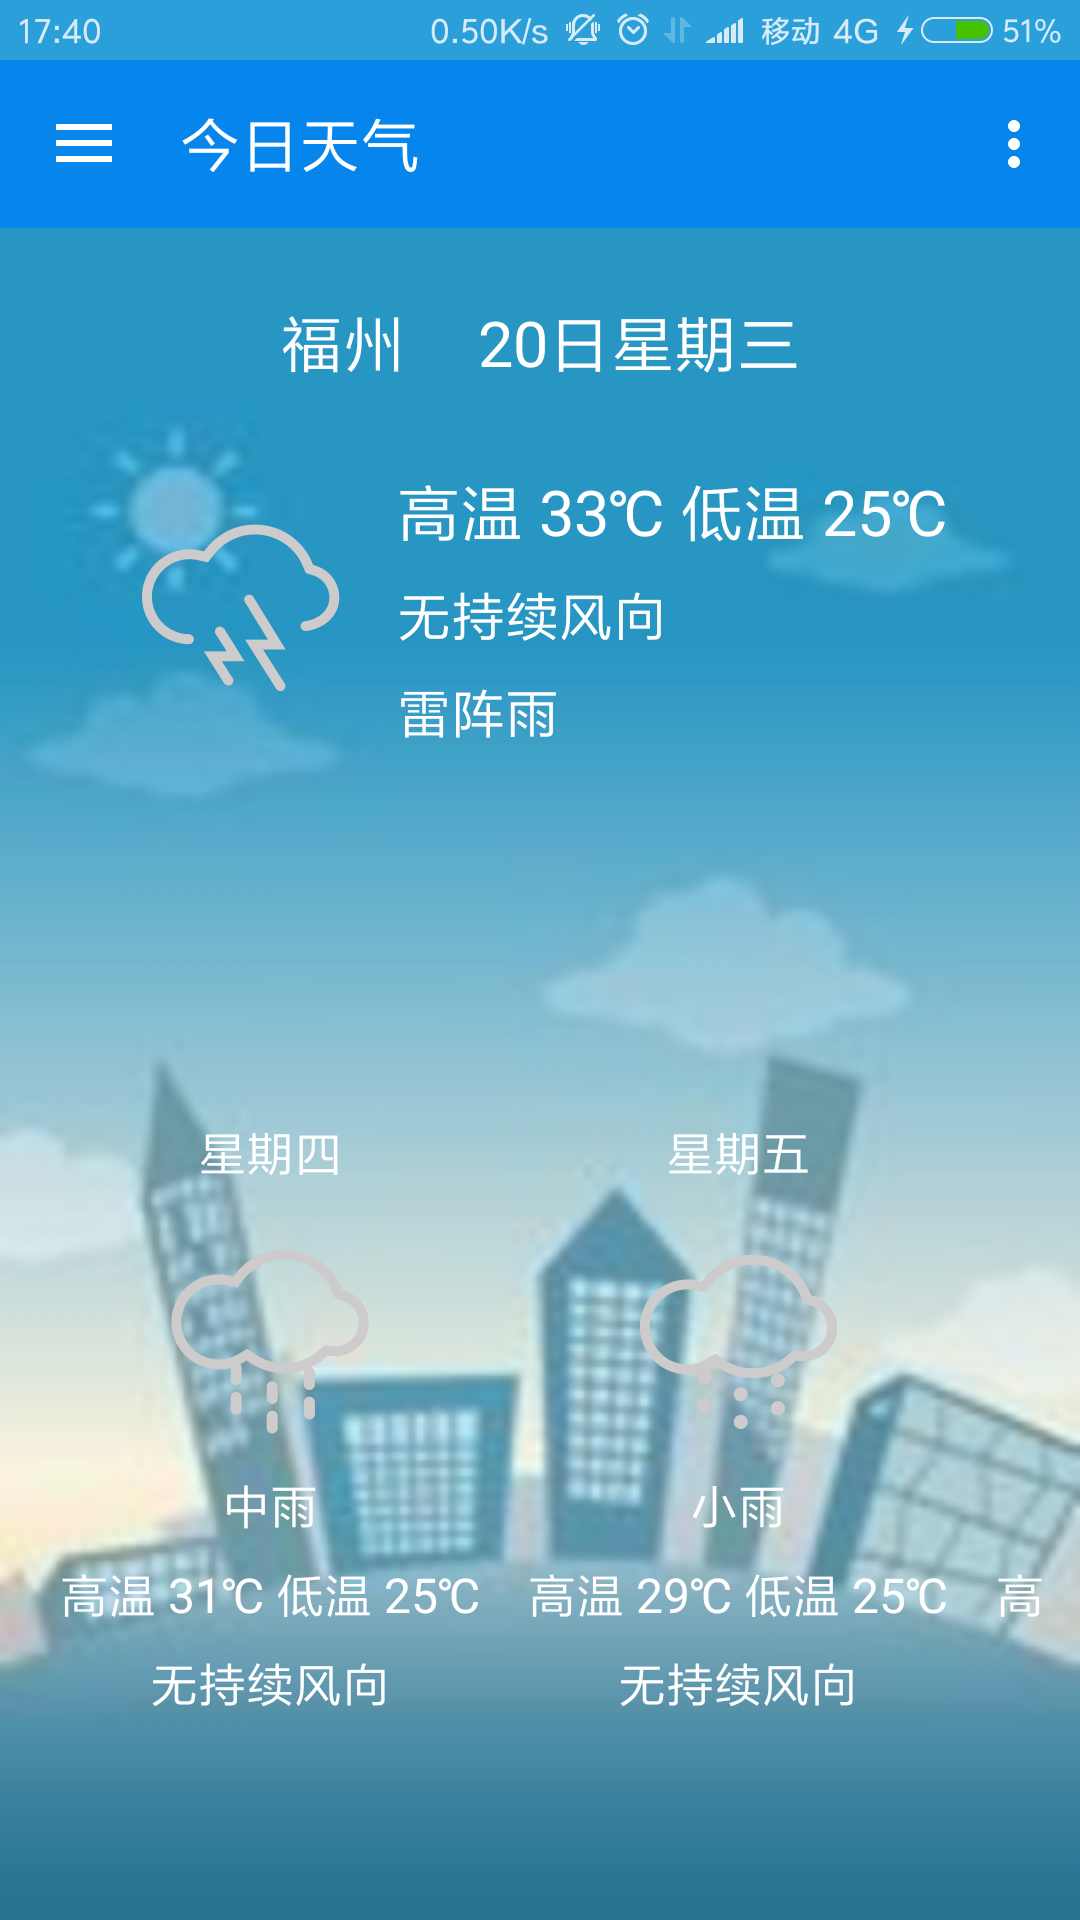 17:40 0.50K/s 移动 4G 51%
今日天气
福州 20日星期三
高温 33℃ 低温 25℃
无持续风向
雷阵雨
星期四 星期五
中雨 小雨
高温 31℃ 低温 25℃ 高温 29℃ 低温 25℃ 高
无持续风向 无持续风向